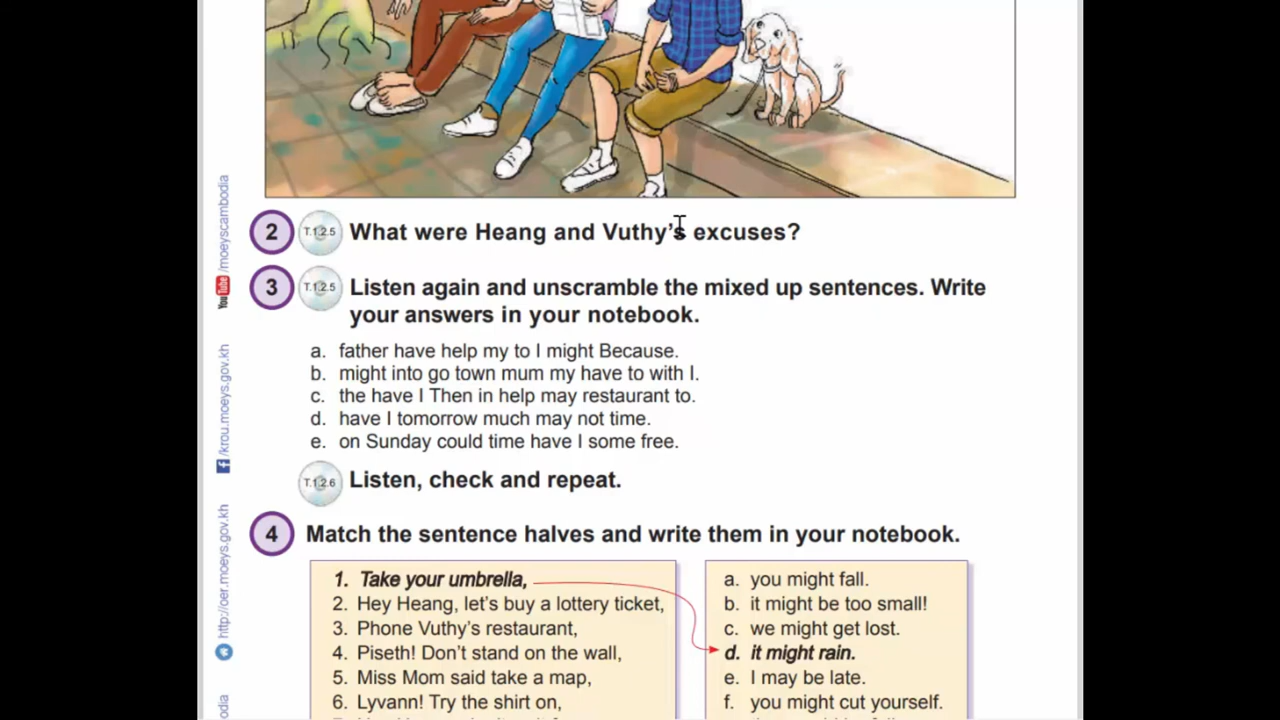 2 T.1.2.5 What were Heang and Vuthy's excuses?
3 T.1.2.5 Listen again and unscramble the mixed up sentences. Write
your answers in your notebook.
a. father have help my to I might Because.
b. might into go town mum my have to with I.
c. the have I Then in help may restaurant to.
d. have I tomorrow much may not time.
e. on Sunday could time have I some free.
T.1.2.6 Listen, check and repeat.
4 Match the sentence halves and write them in your notebook.
1. Take your umbrella,
2. Hey Heang, let's buy a lottery ticket,
3. Phone Vuthy's restaurant,
4. Piseth! Don't stand on the wall,
5. Miss Mom said take a map,
6. Lyvann! Try the shirt on,
a. you might fall.
b. it might be too small!
c. we might get lost.
d. it might rain.
e. I may be late.
f. you might cut yourself.
YouTube /moeyscambodia
f /krou.moeys.gov.kh
http://oer.moeys.gov.kh
odia